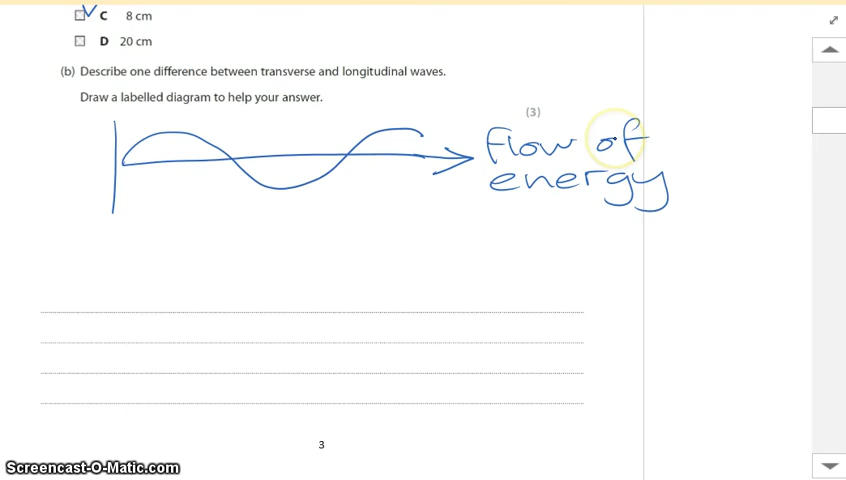 C 8 cm
D 20 cm
(b) Describe one difference between transverse and longitudinal waves.
Draw a labelled diagram to help your answer.
(3)
Flow of
energy
3
Screencast-O-Matic.com